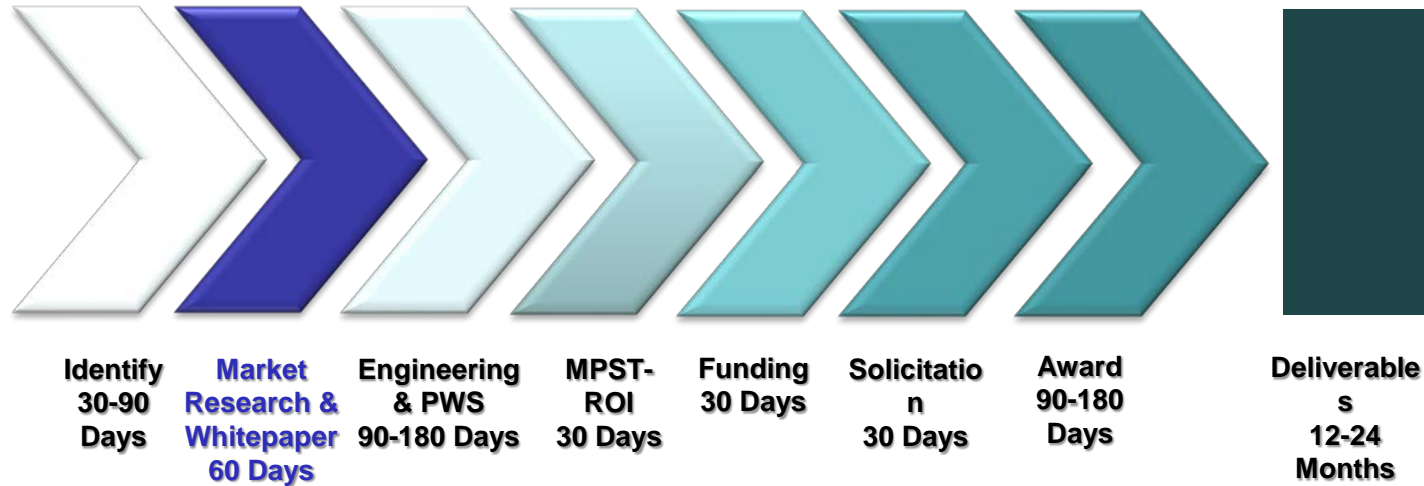 Identify
30-90
Days
Market
Research &
Whitepaper
60 Days
Engineering
& PWS
90-180 Days
MPST-
ROI
30 Days
Funding
30 Days
Solicitatio
n
30 Days
Award
90-180
Days
Deliverable
s
12-24
Months